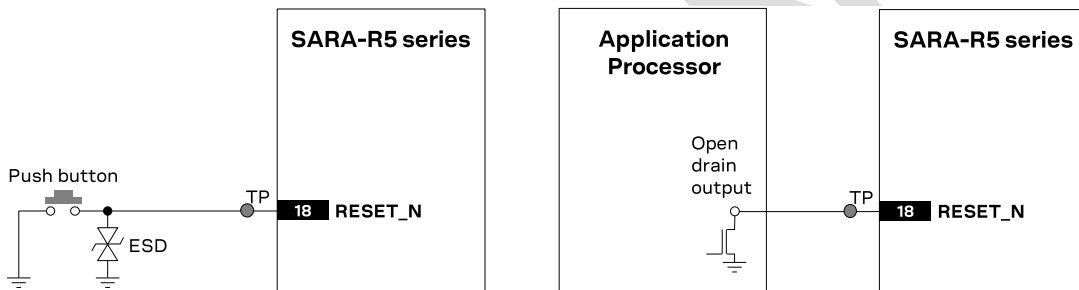 SARA-R5 series
Push button
TP
18 RESET_N
ESD
Application
Processor
SARA-R5 series
Open
drain
output
TP
18 RESET_N